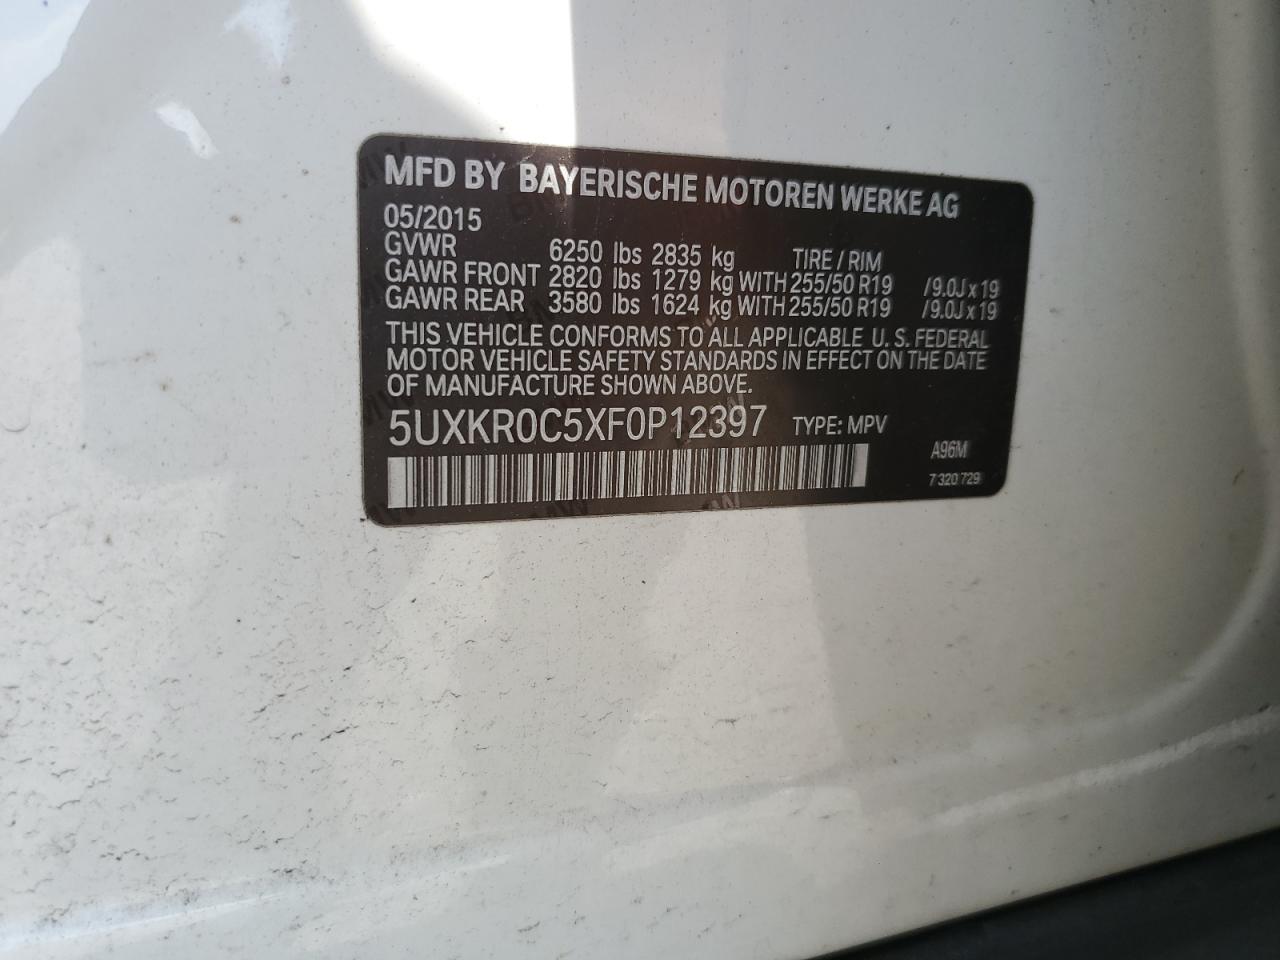 MFD BY BAYERISCHE MOTOREN WERKE AG
05/2015
GVWR 6250 lbs 2835 kg TIRE / RIM
GAWR FRONT 2820 lbs 1279 kg WITH 255/50 R19 /9.0J x 19
GAWR REAR 3580 lbs 1624 kg WITH 255/50 R19 /9.0J x 19
THIS VEHICLE CONFORMS TO ALL APPLICABLE U. S. FEDERAL
MOTOR VEHICLE SAFETY STANDARDS IN EFFECT ON THE DATE
OF MANUFACTURE SHOWN ABOVE.
5UXKR0C5XF0P12397 TYPE: MPV
A96M
7 320 729